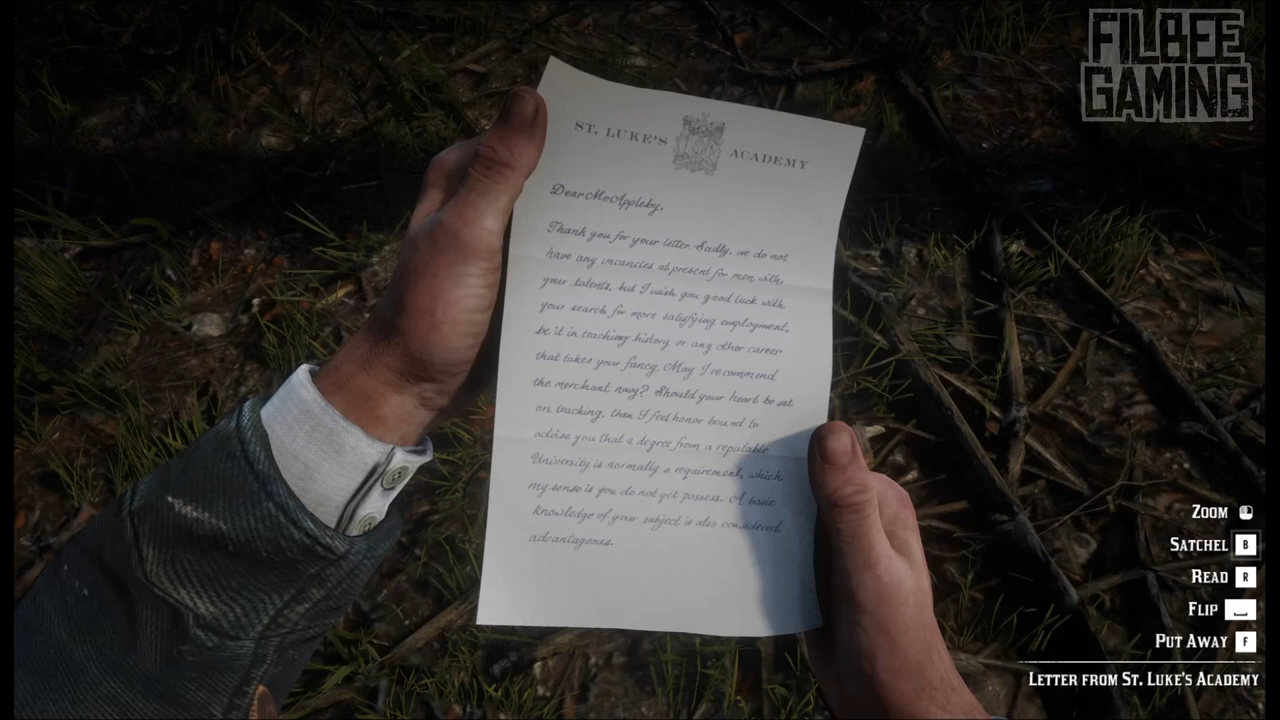 FILBEE
GAMING
ST. LUKE'S ACADEMY
Dear Mr Appleby,
Thank you for your letter. Sadly, we do not
have any vacancies at present for men with
your talents, but I wish you good luck with
your search for more satisfying employment,
be it in teaching history or any other career
that takes your fancy. May I recommend
the merchant navy? Should your heart be set
on teaching, then I feel honor bound to
advise you that a degree from a reputable
University is normally a requirement, which
my sense is you do not yet possess. A basic
knowledge of your subject is also considered
advantageous.
ZOOM
SATCHEL B
READ R
FLIP
PUT AWAY F
LETTER FROM ST. LUKE'S ACADEMY